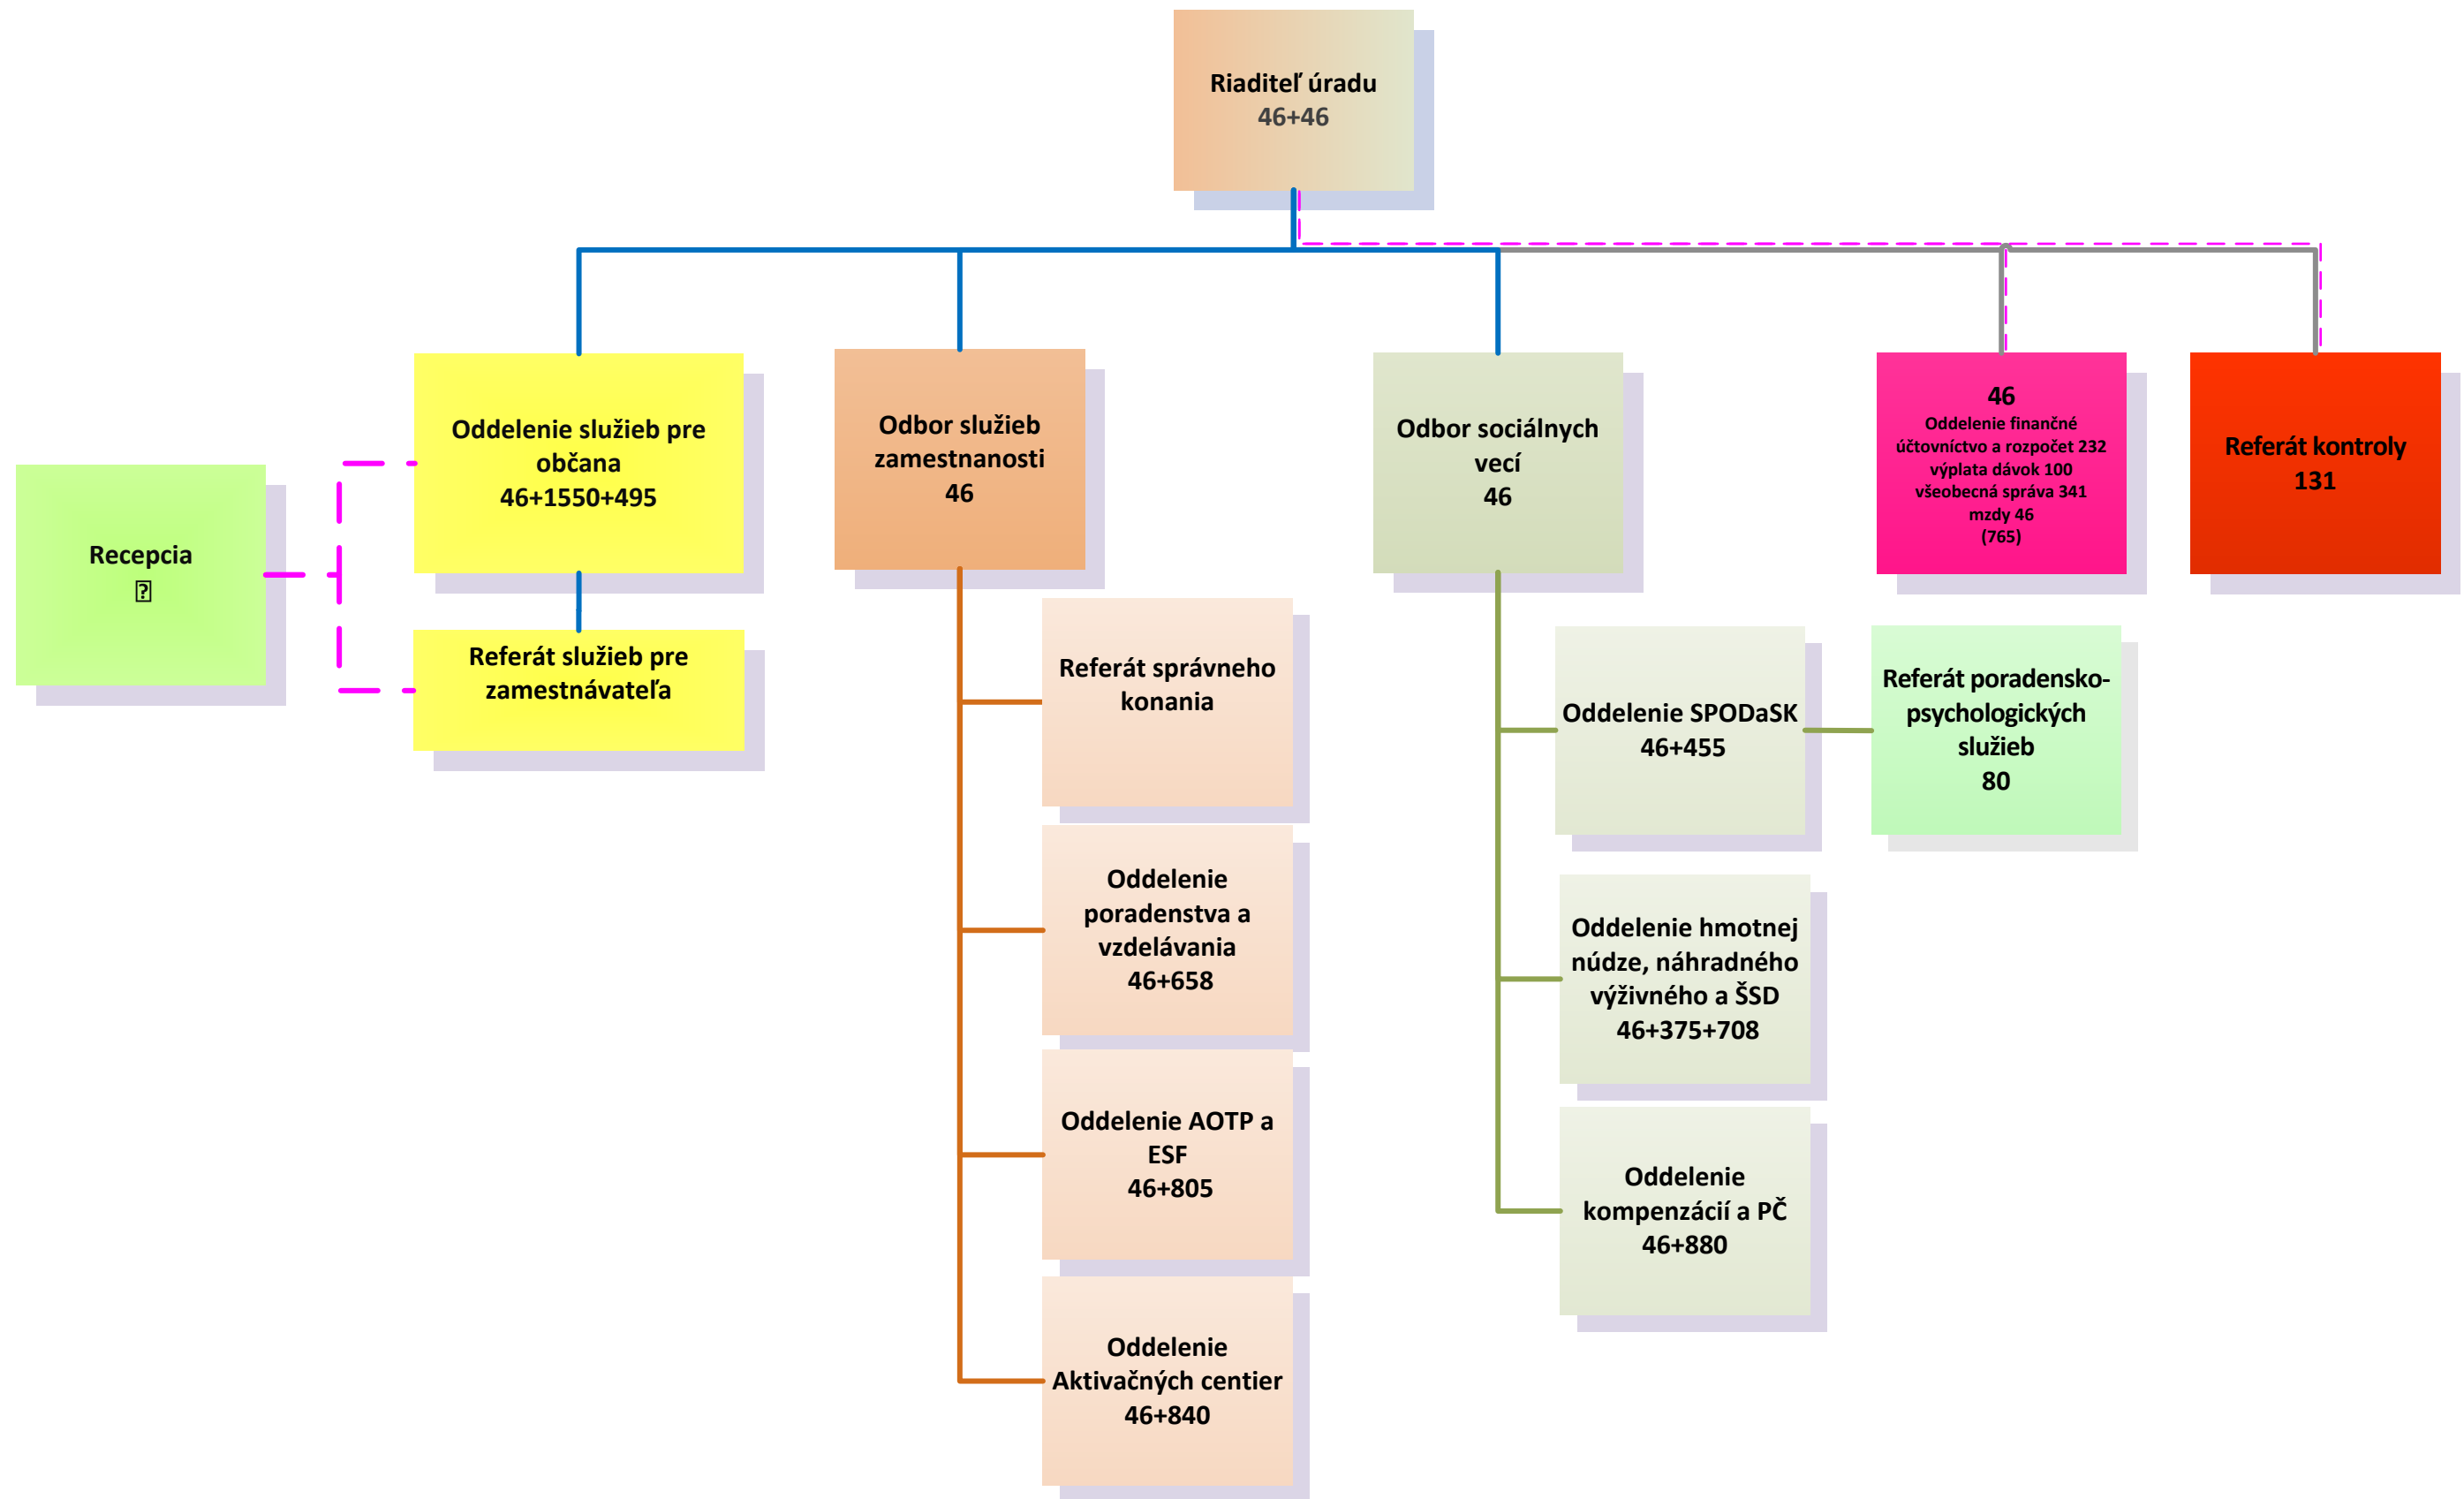 Riaditeľ úradu
46+46
Recepcia
Oddelenie služieb pre
občana
46+1550+495
Referát služieb pre
zamestnávateľa
Odbor služieb
zamestnanosti
46
Referát správneho
konania
Oddelenie
poradenstva a
vzdelávania
46+658
Oddelenie AOTP a
ESF
46+805
Oddelenie
Aktivačných centier
46+840
Odbor sociálnych
vecí
46
Oddelenie SPODaSK
46+455
Referát poradensko-
psychologických
služieb
80
Oddelenie hmotnej
núdze, náhradného
výživného a ŠSD
46+375+708
Oddelenie
kompenzácií a PČ
46+880
46
Oddelenie finančné
účtovníctvo a rozpočet 232
výplata dávok 100
všeobecná správa 341
mzdy 46
(765)
Referát kontroly
131